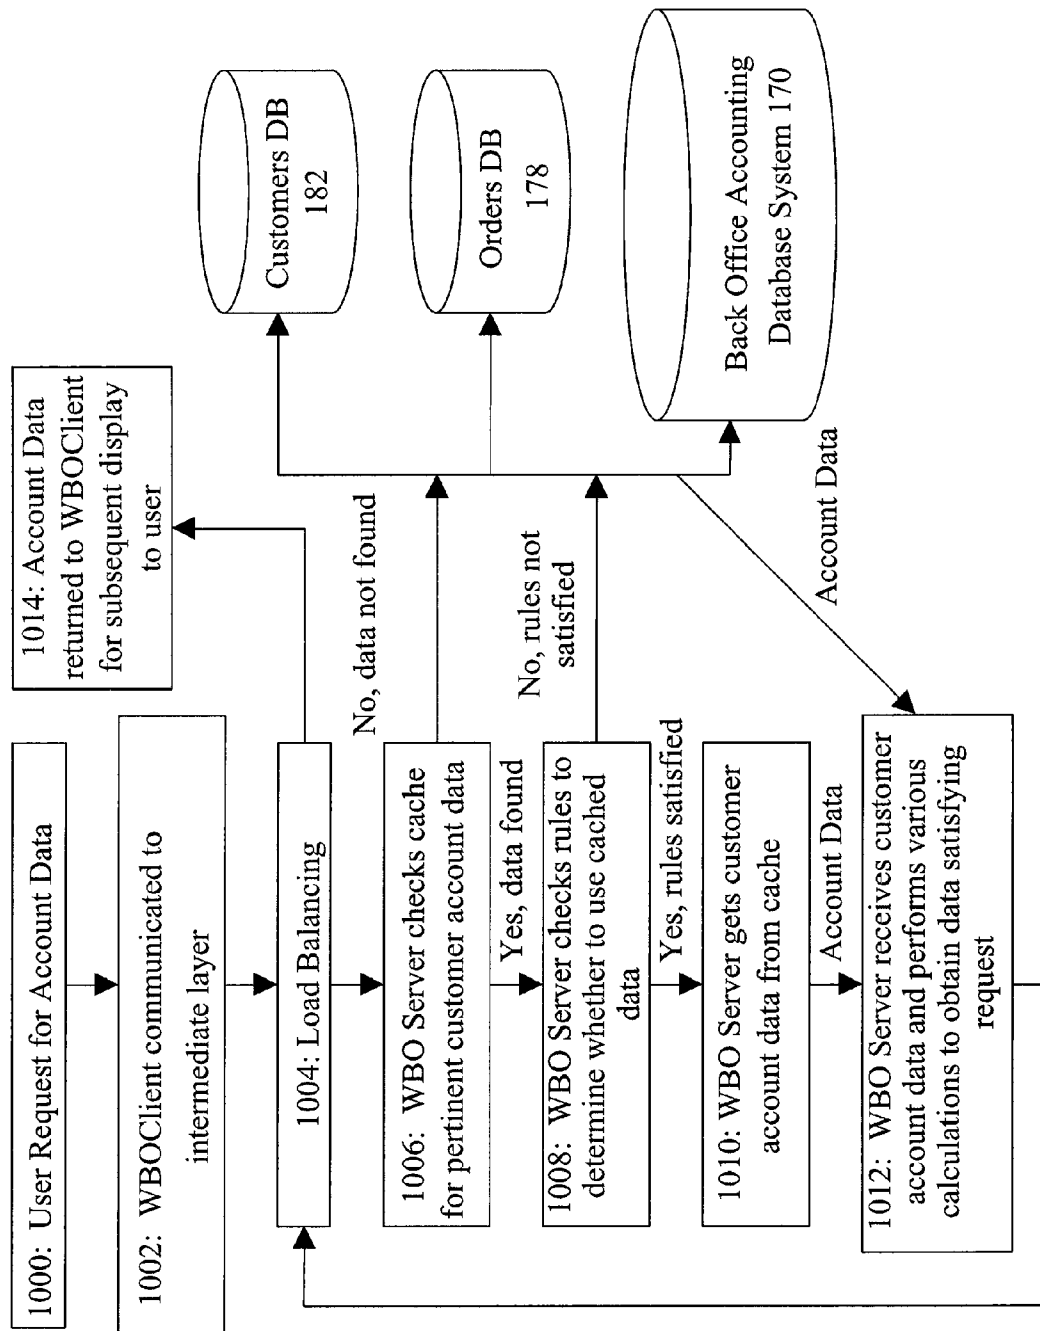 1000: User Request for Account Data
1002: WBOClient communicated to
intermediate layer
1004: Load Balancing
1006: WBO Server checks cache
for pertinent customer account data
Yes, data found
1008: WBO Server checks rules to
determine whether to use cached
data
Yes, rules satisfied
1010: WBO Server gets customer
account data from cache
Account Data
1012: WBO Server receives customer
account data and performs various
calculations to obtain data satisfying
request
1014: Account Data
returned to WBOClient
for subsequent display
to user
No, data not found
No, rules not
satisfied
Account Data
Customers DB
182
Orders DB
178
Back Office Accounting
Database System 170